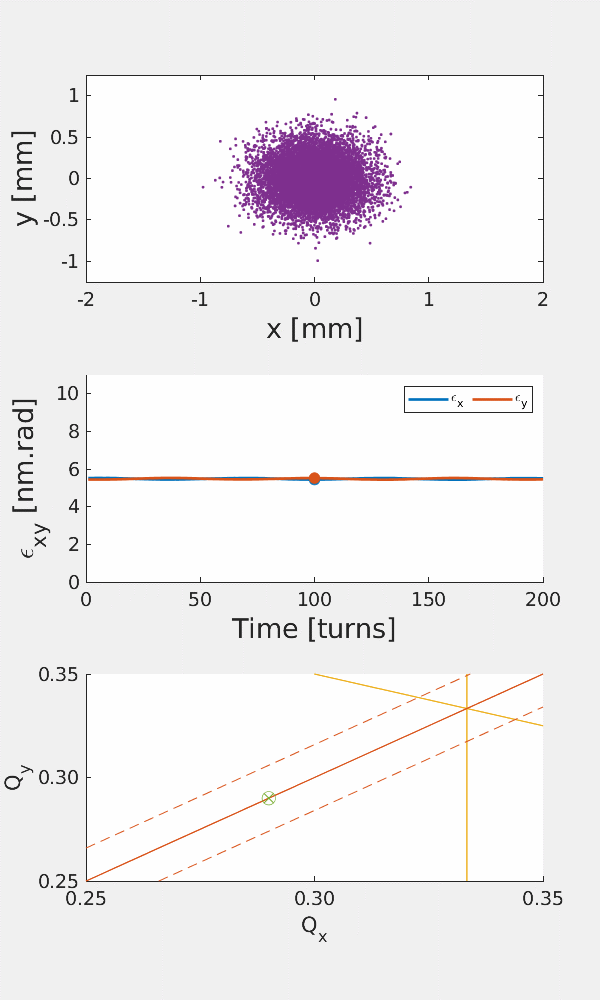 1
0.5
0
-0.5
-1
y [mm]
-2 -1 0 1 2
x [mm]
10
8
6
4
2
0
ϵxy [nm.rad]
ϵx ϵy
0 50 100 150 200
Time [turns]
0.35
0.30
0.25
Qy
0.25 0.30 0.35
Qx